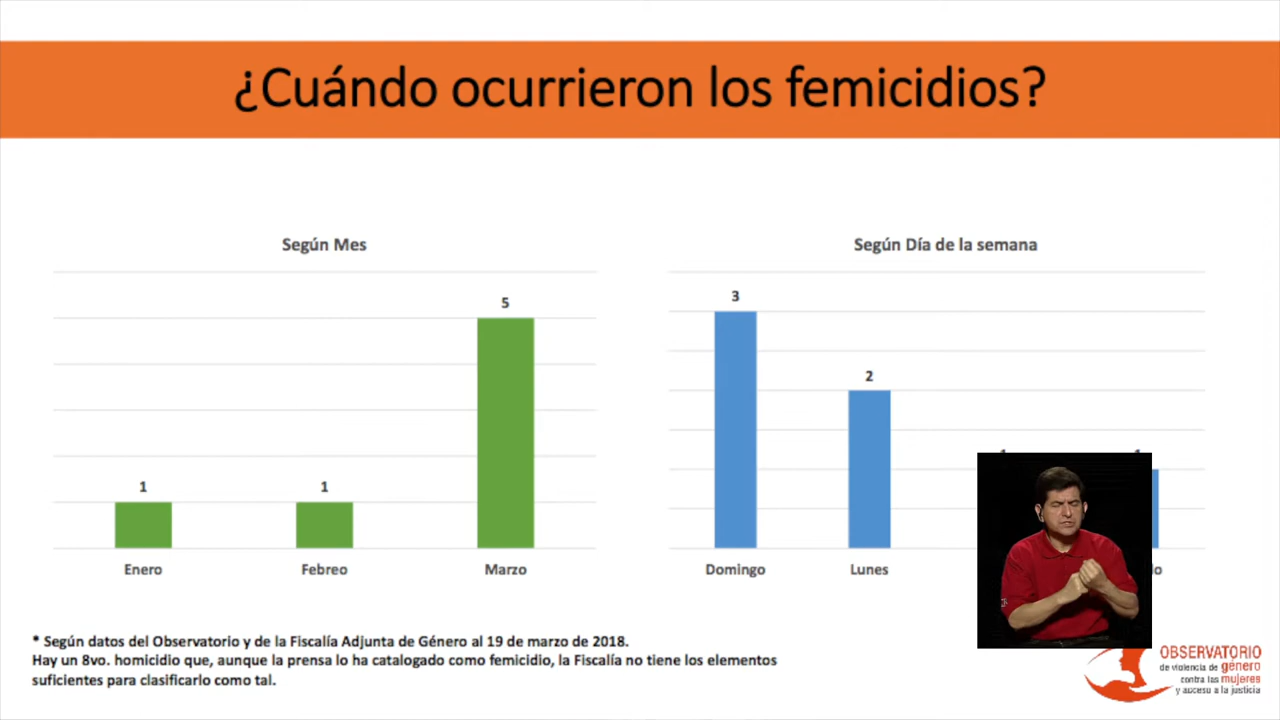 ¿Cuándo ocurrieron los femicidios?
Según Mes
5
1
1
Enero
Febreo
Marzo
Según Día de la semana
3
2
1
1
Domingo
Lunes
* Según datos del Observatorio y de la Fiscalía Adjunta de Género al 19 de marzo de 2018.
Hay un 8vo. homicidio que, aunque la prensa lo ha catalogado como femicidio, la Fiscalía no tiene los elementos
suficientes para clasificarlo como tal.
OBSERVATORIO
de violencia de género
contra las mujeres
y acceso a la justicia